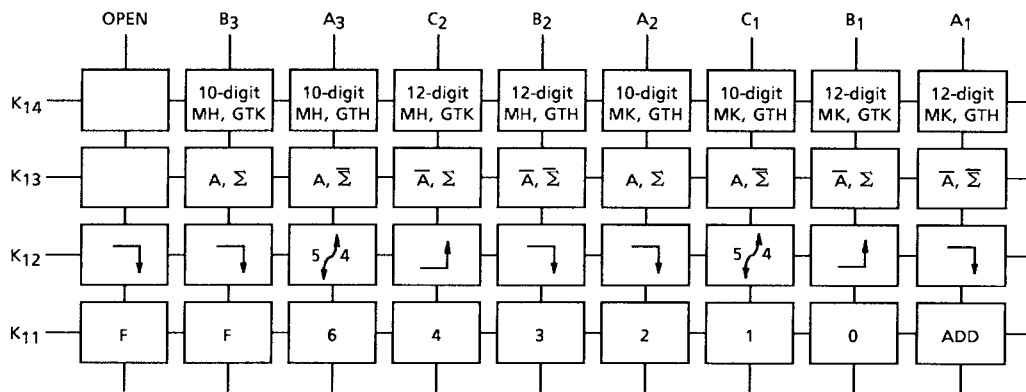 OPEN B₃ A₃ C₂ B₂ A₂ C₁ B₁ A₁
K₁₄ 10-digit 10-digit 12-digit 12-digit 10-digit 10-digit 12-digit 12-digit
MH, GTK MH, GTH MH, GTK MH, GTH MK, GTH MK, GTH MK, GTK MK, GTH
K₁₃ A, Σ A, Σ̅ A̅, Σ A̅, Σ̅ A, Σ A, Σ̅ A̅, Σ A̅, Σ̅
K₁₂ 5 4 5 4
K₁₁ F F 6 4 3 2 1 0 ADD